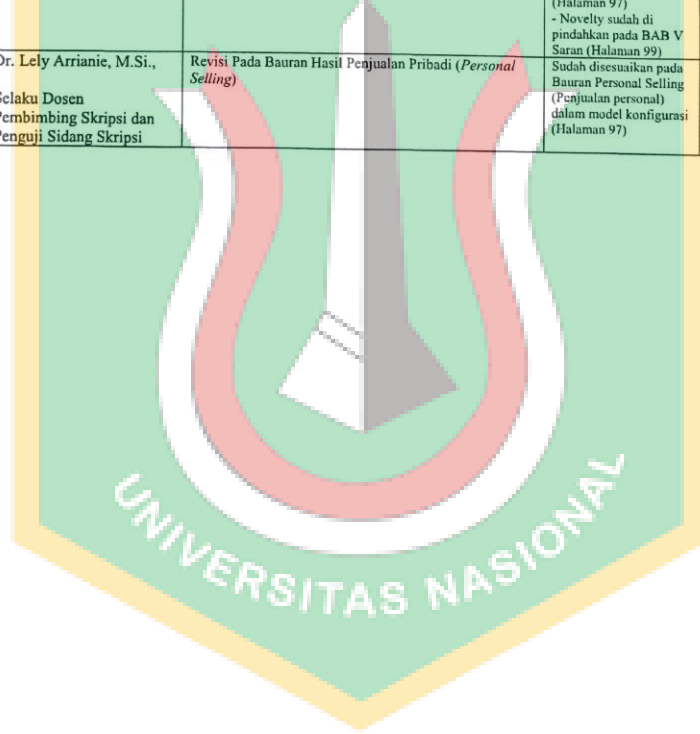 (Halaman 97)
- Novelty sudah di
pindahkan pada BAB V
Saran (Halaman 99)
Dr. Lely Arrianie, M.Si.,
Selaku Dosen
Pembimbing Skripsi dan
Penguji Sidang Skripsi
Revisi Pada Bauran Hasil Penjualan Pribadi (Personal
Selling)
Sudah disesuaikan pada
Bauran Personal Selling
(Penjualan personal)
dalam model konfigurasi
(Halaman 97)
UNIVERSITAS NASIONAL